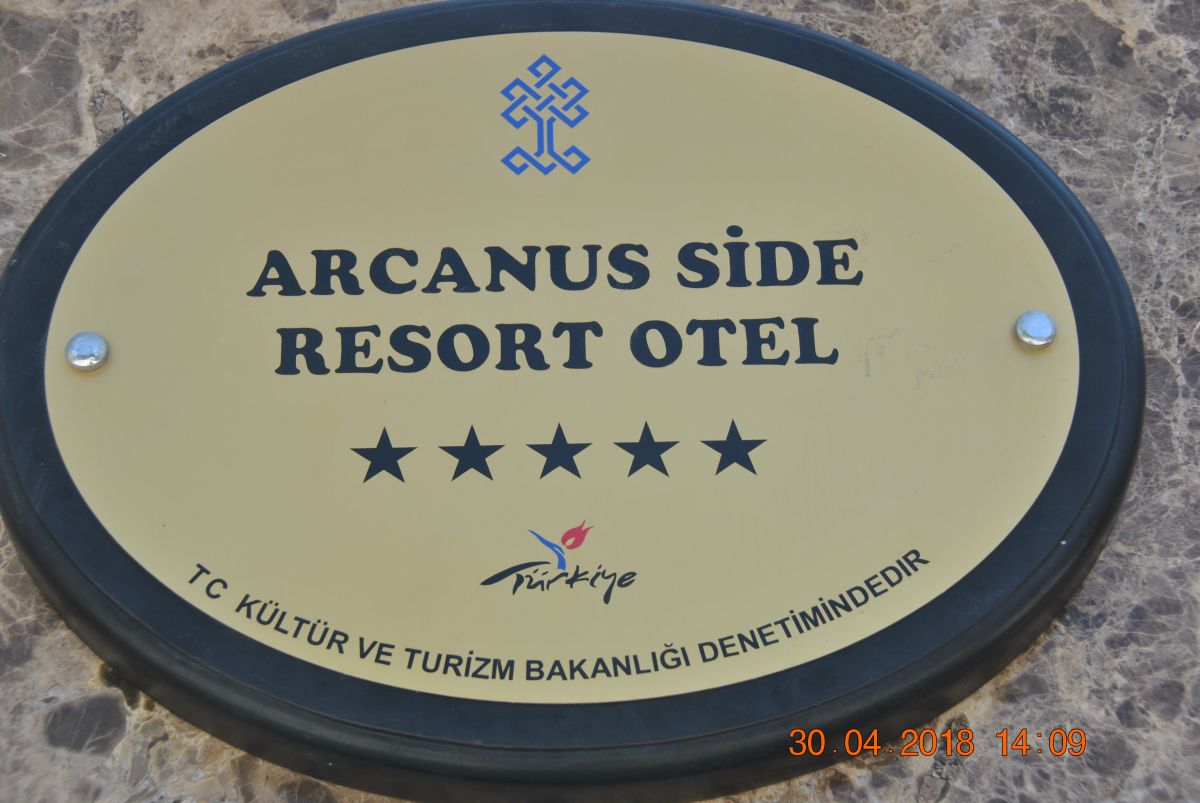 ARCANUS SİDE
RESORT OTEL
Türkiye
TC KÜLTÜR VE TURİZM BAKANLIĞI DENETİMİNDEDİR
30.04.2018 14:09